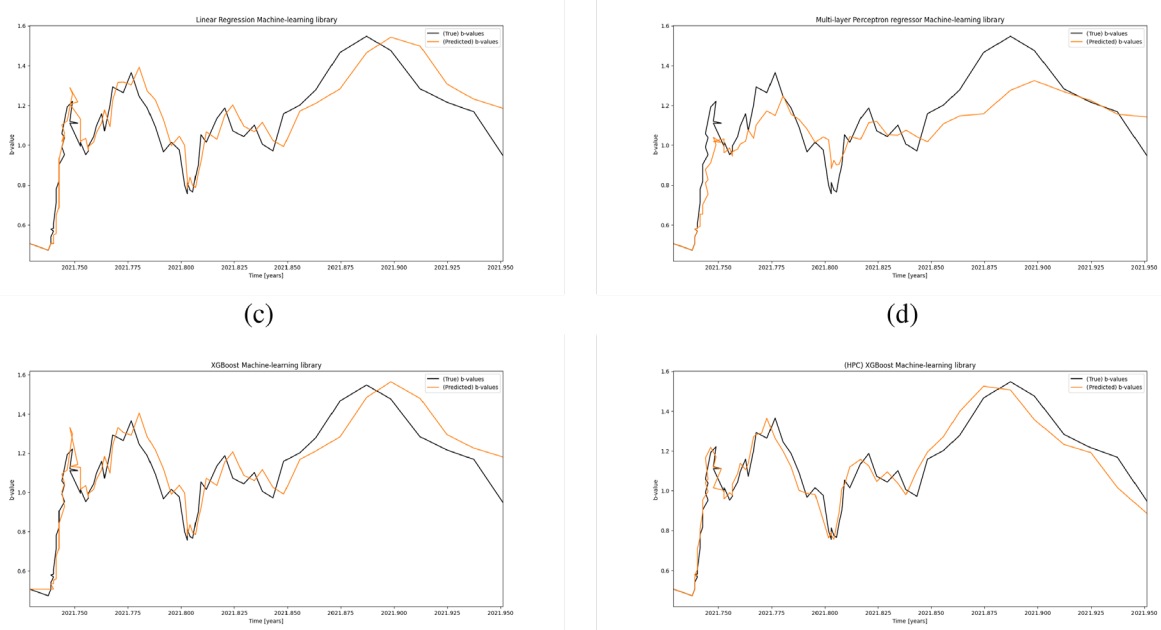 Linear Regression Machine-learning library
1.6
1.4
1.2
1.0
0.8
0.6
b-value
(True) b-values
(Predicted) b-values
2021.750 2021.775 2021.800 2021.825 2021.850 2021.875 2021.900 2021.925 2021.950
Time [years]
(c)
Multi-layer Perceptron regressor Machine-learning library
1.6
1.4
1.2
1.0
0.8
0.6
b-value
(True) b-values
(Predicted) b-values
2021.750 2021.775 2021.800 2021.825 2021.850 2021.875 2021.900 2021.925 2021.950
Time [years]
(d)
XGBoost Machine-learning library
1.6
1.4
1.2
1.0
0.8
0.6
b-value
(True) b-values
(Predicted) b-values
2021.750 2021.775 2021.800 2021.825 2021.850 2021.875 2021.900 2021.925 2021.950
Time [years]
(HPC) XGBoost Machine-learning library
1.6
1.4
1.2
1.0
0.8
0.6
b-value
(True) b-values
(Predicted) b-values
2021.750 2021.775 2021.800 2021.825 2021.850 2021.875 2021.900 2021.925 2021.950
Time [years]